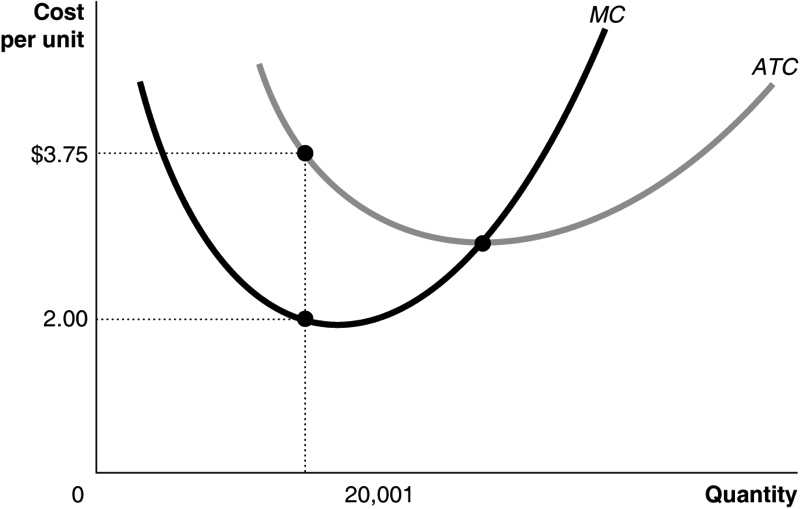 Cost
per unit
MC
ATC
$3.75
2.00
0
20,001
Quantity